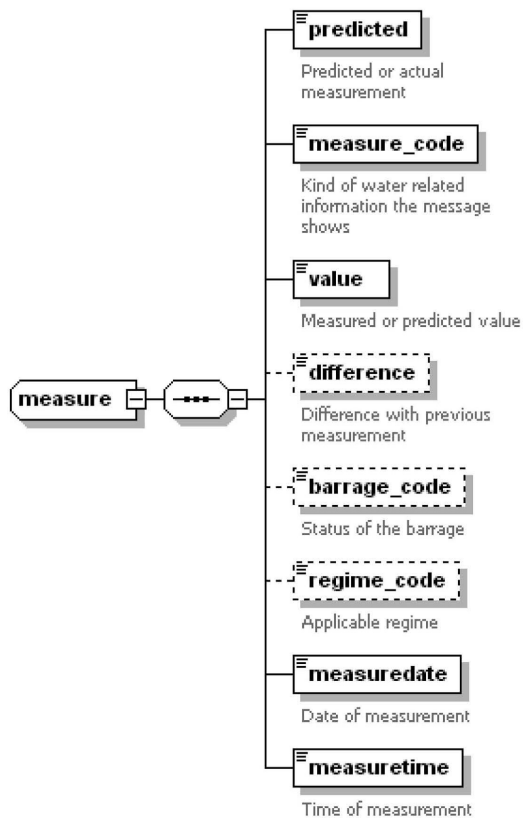 predicted
Predicted or actual
measurement
measure_code
Kind of water related
information the message
shows
value
Measured or predicted value
difference
Difference with previous
measurement
measure
barrage_code
Status of the barrage
regime_code
Applicable regime
measuredate
Date of measurement
measuretime
Time of measurement